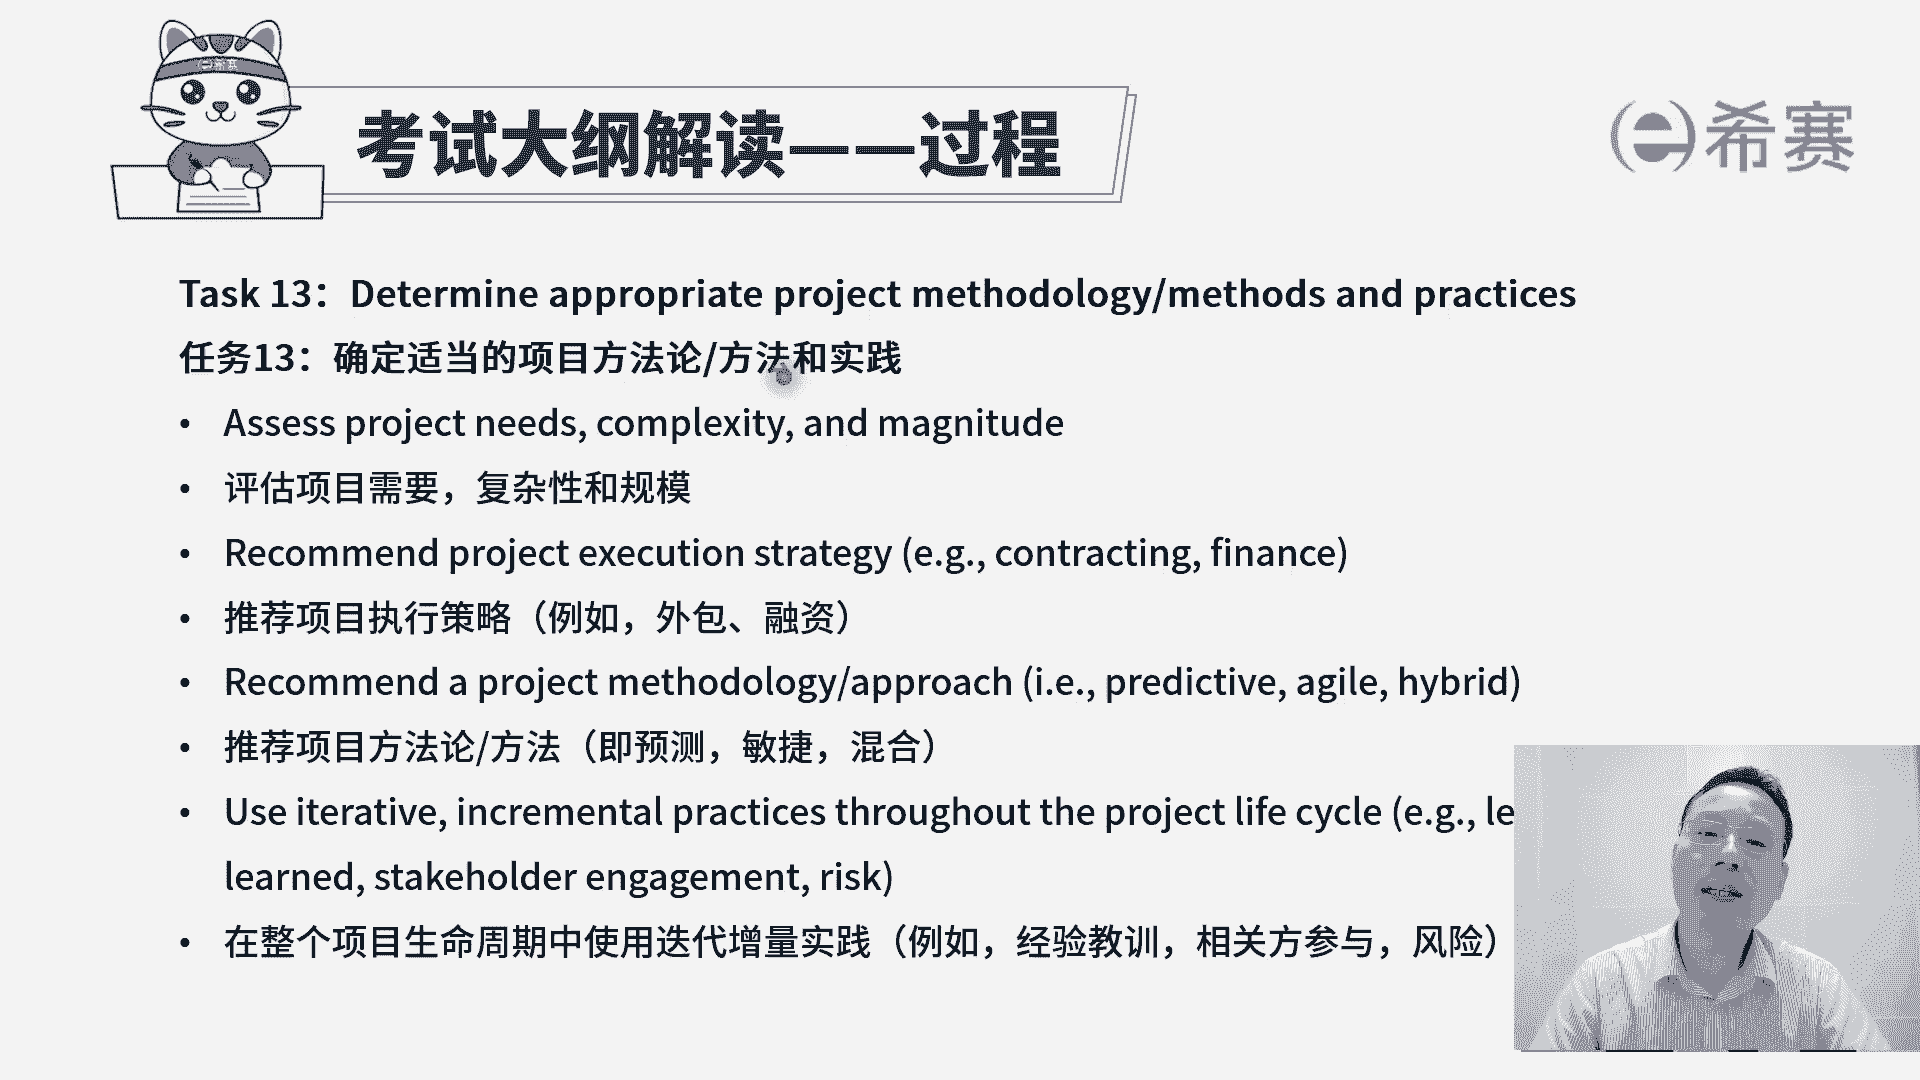 考试大纲解读——过程
希赛
Task 13：Determine appropriate project methodology/methods and practices
任务13：确定适当的项目方法论/方法和实践
• Assess project needs, complexity, and magnitude
• 评估项目需要，复杂性和规模
• Recommend project execution strategy (e.g., contracting, finance)
• 推荐项目执行策略（例如，外包、融资）
• Recommend a project methodology/approach (i.e., predictive, agile, hybrid)
• 推荐项目方法论/方法（即预测，敏捷，混合）
• Use iterative, incremental practices throughout the project life cycle (e.g., le
learned, stakeholder engagement, risk)
• 在整个项目生命周期中使用迭代增量实践（例如，经验教训，相关方参与，风险）